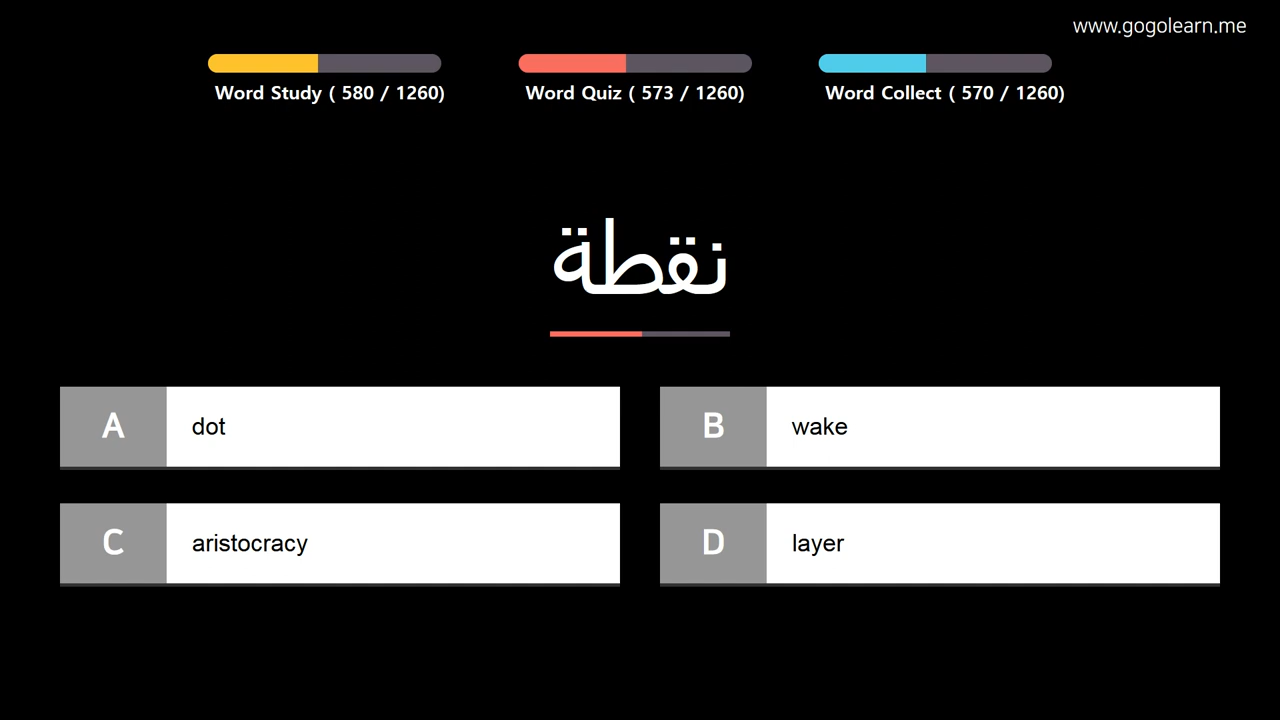 www.gogolearn.me
Word Study ( 580 / 1260)
Word Quiz ( 573 / 1260)
Word Collect ( 570 / 1260)
نقطة
A dot
B wake
C aristocracy
D layer